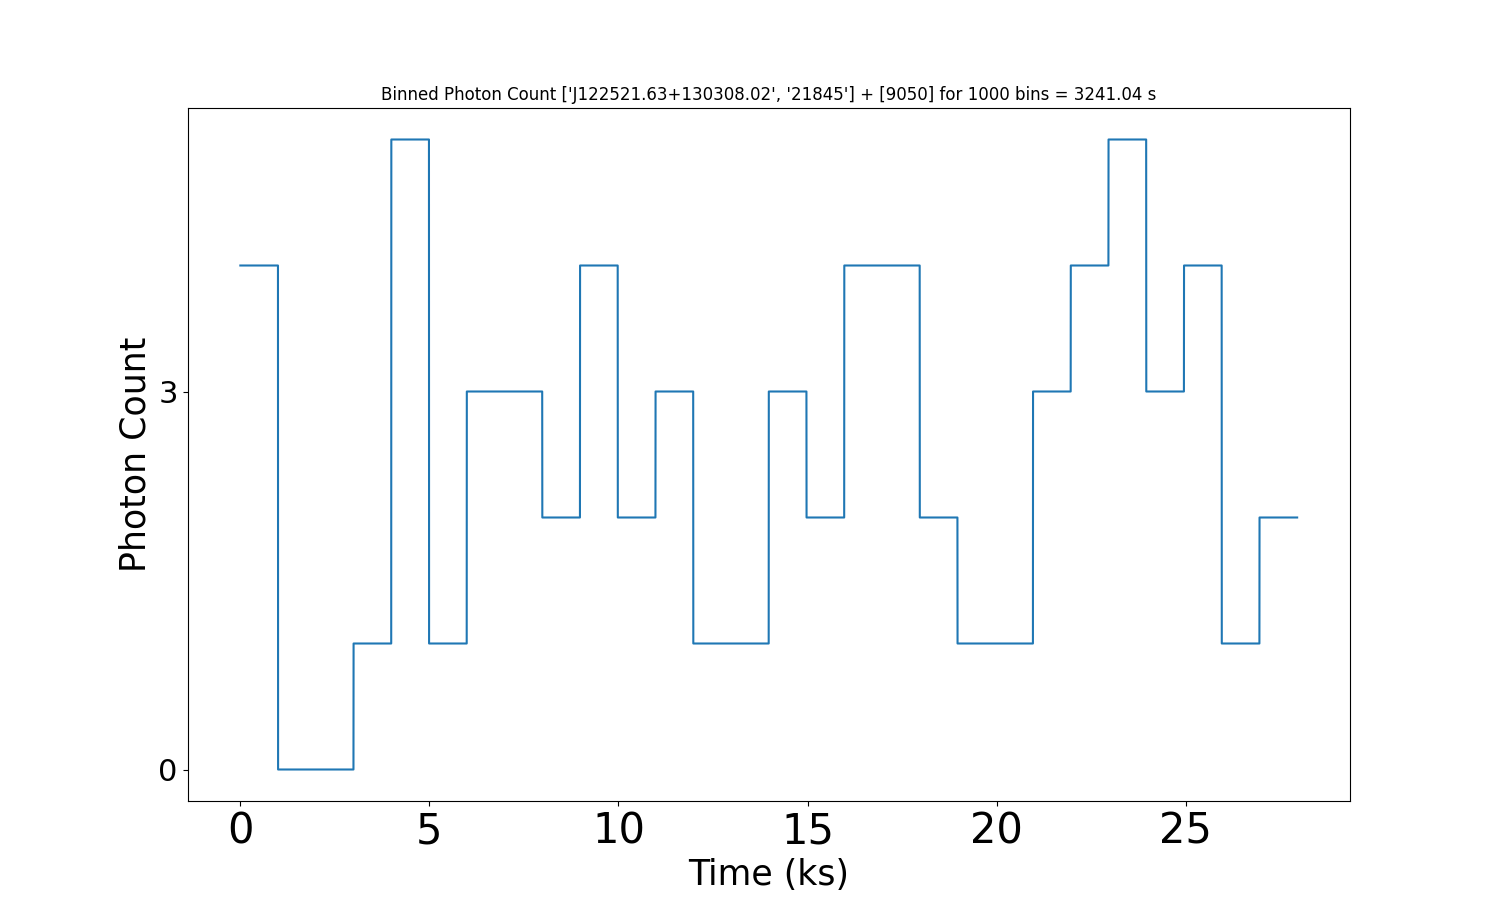 Binned Photon Count ['J122521.63+130308.02', '21845'] + [9050] for 1000 bins = 3241.04 s
Photon Count
3
0
0 5 10 15 20 25
Time (ks)